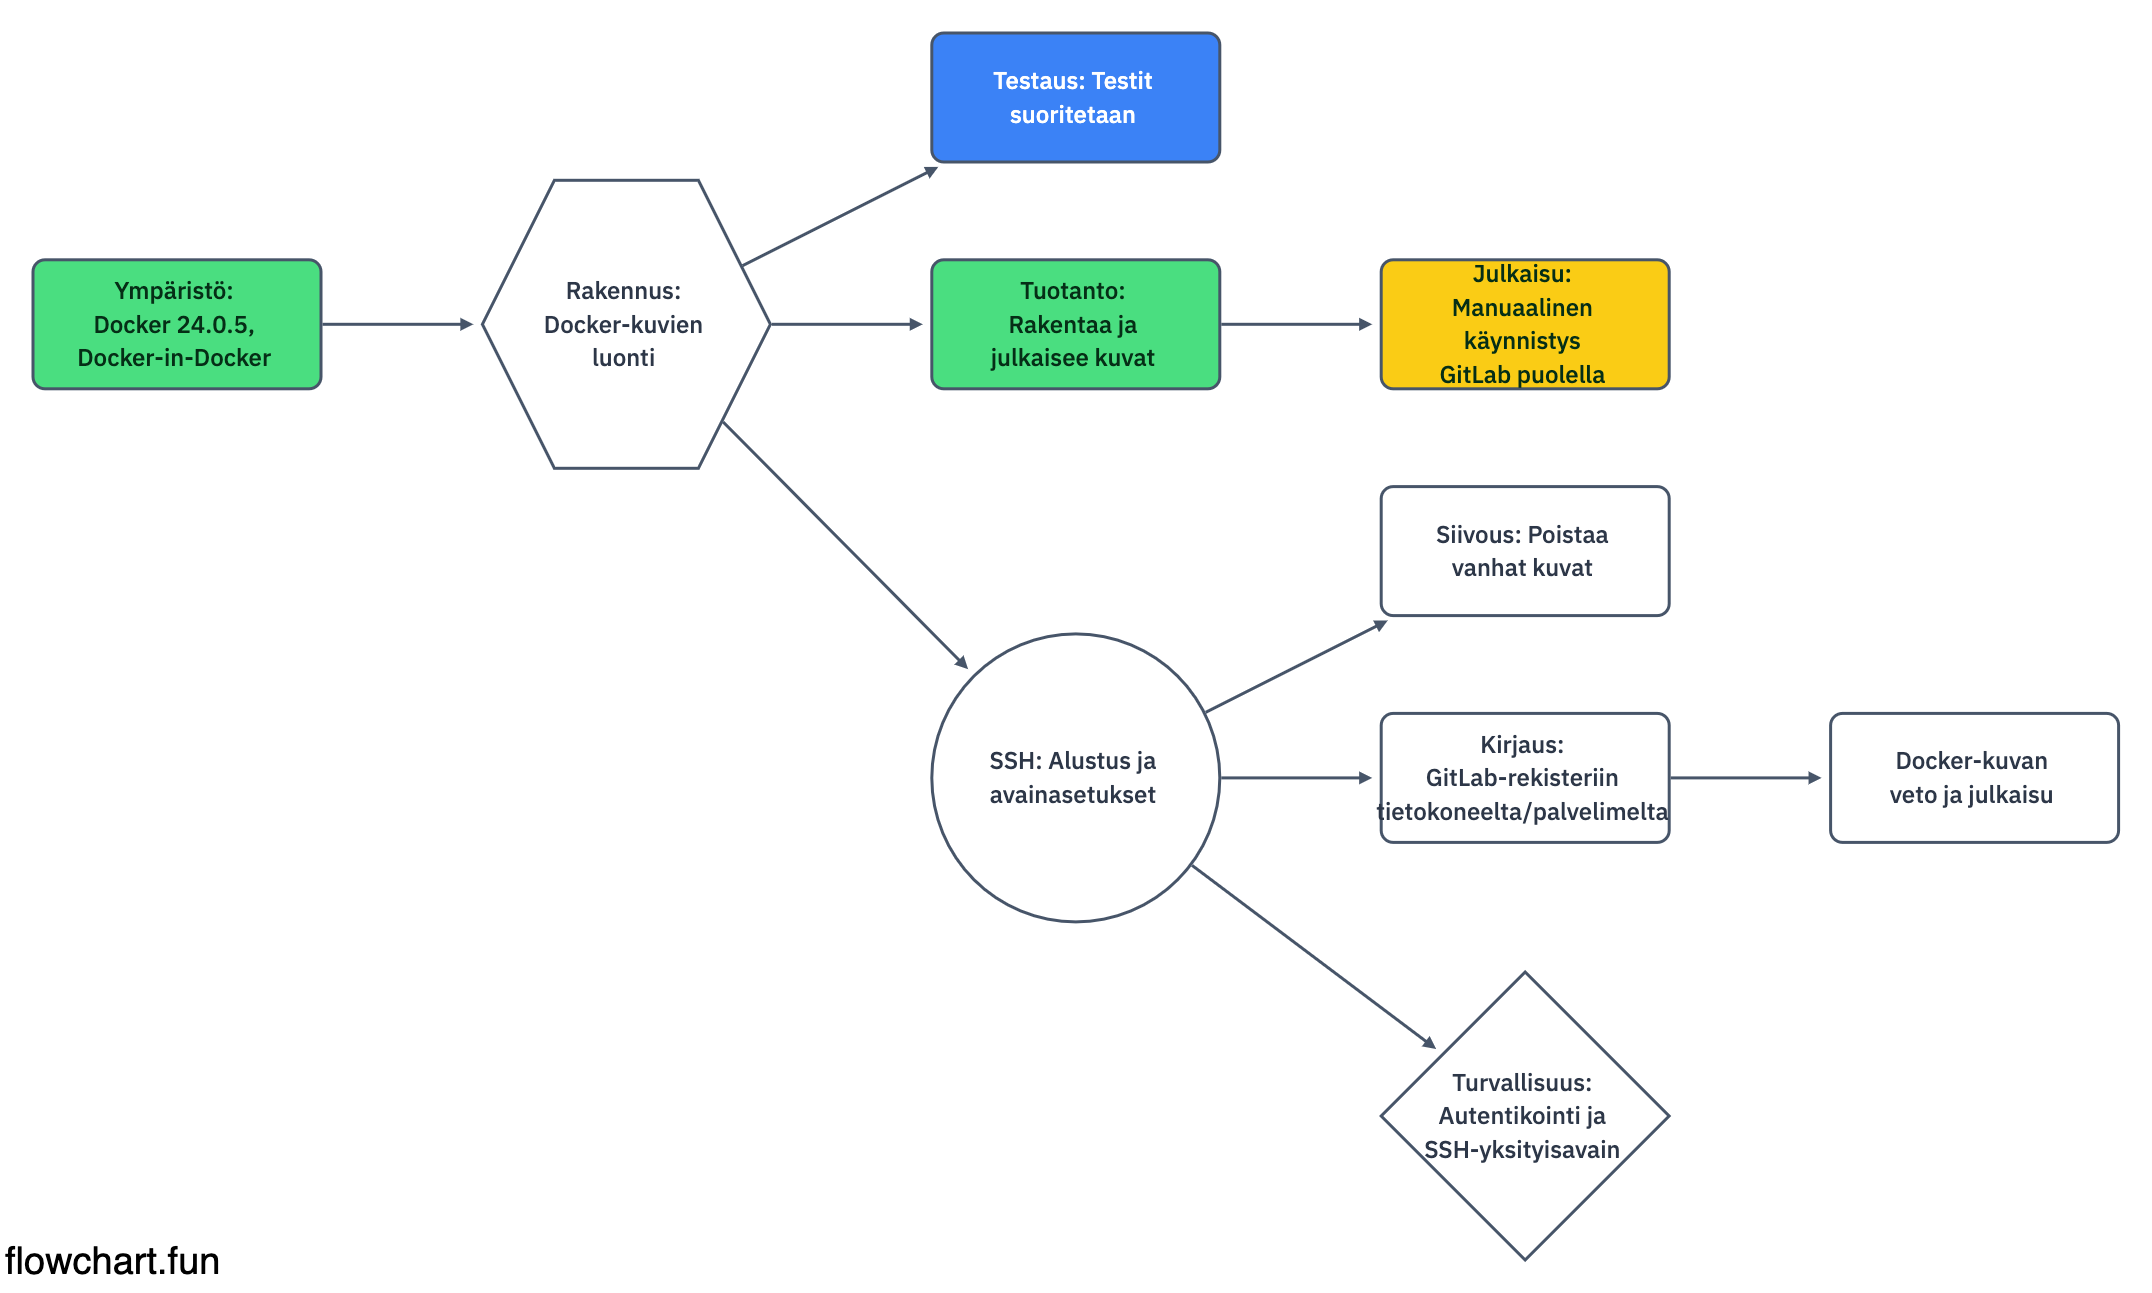 Testaus: Testit
suoritetaan
Ympäristö:
Docker 24.0.5,
Docker-in-Docker
Rakennus:
Docker-kuvien
luonti
Tuotanto:
Rakentaa ja
julkaisee kuvat
Julkaisu:
Manuaalinen
käynnistys
GitLab puolella
Siivous: Poistaa
vanhat kuvat
SSH: Alustus ja
avainasetukset
Kirjaus:
GitLab-rekisteriin
tietokoneelta/palvelimelta
Docker-kuvan
veto ja julkaisu
Turvallisuus:
Autentikointi ja
SSH-yksityisavain
flowchart.fun